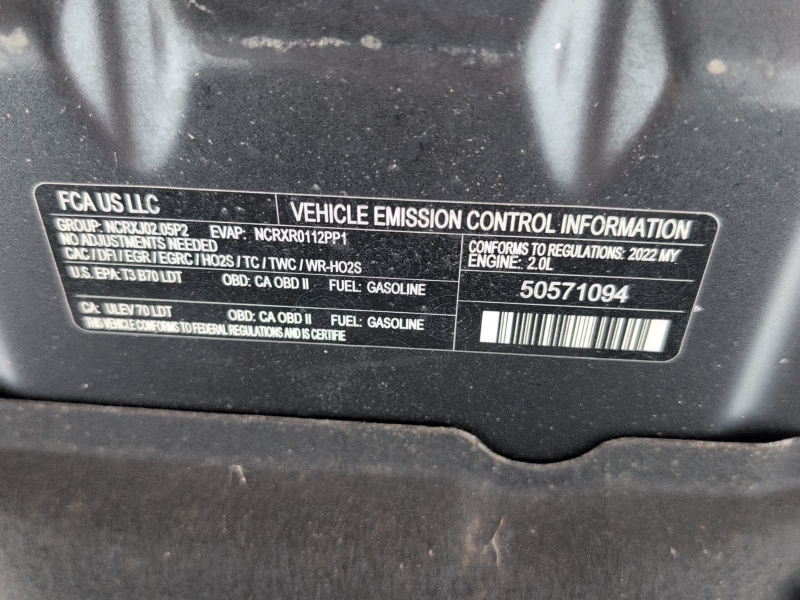 FCA US LLC
VEHICLE EMISSION CONTROL INFORMATION
GROUP: NCRXJ02.05P2 EVAP: NCRXR0112PP1
NO ADJUSTMENTS NEEDED
CAC / DFI / EGR / EGRC / HO2S / TC / TWC / WR-HO2S
U.S. EPA: T3 B70 LDT OBD: CA OBD II FUEL: GASOLINE
CA: ULEV 70 LDT OBD: CA OBD II FUEL: GASOLINE
THIS VEHICLE CONFORMS TO FEDERAL REGULATIONS AND IS CERTIFIE
CONFORMS TO REGULATIONS: 2022 MY
ENGINE: 2.0L
50571094